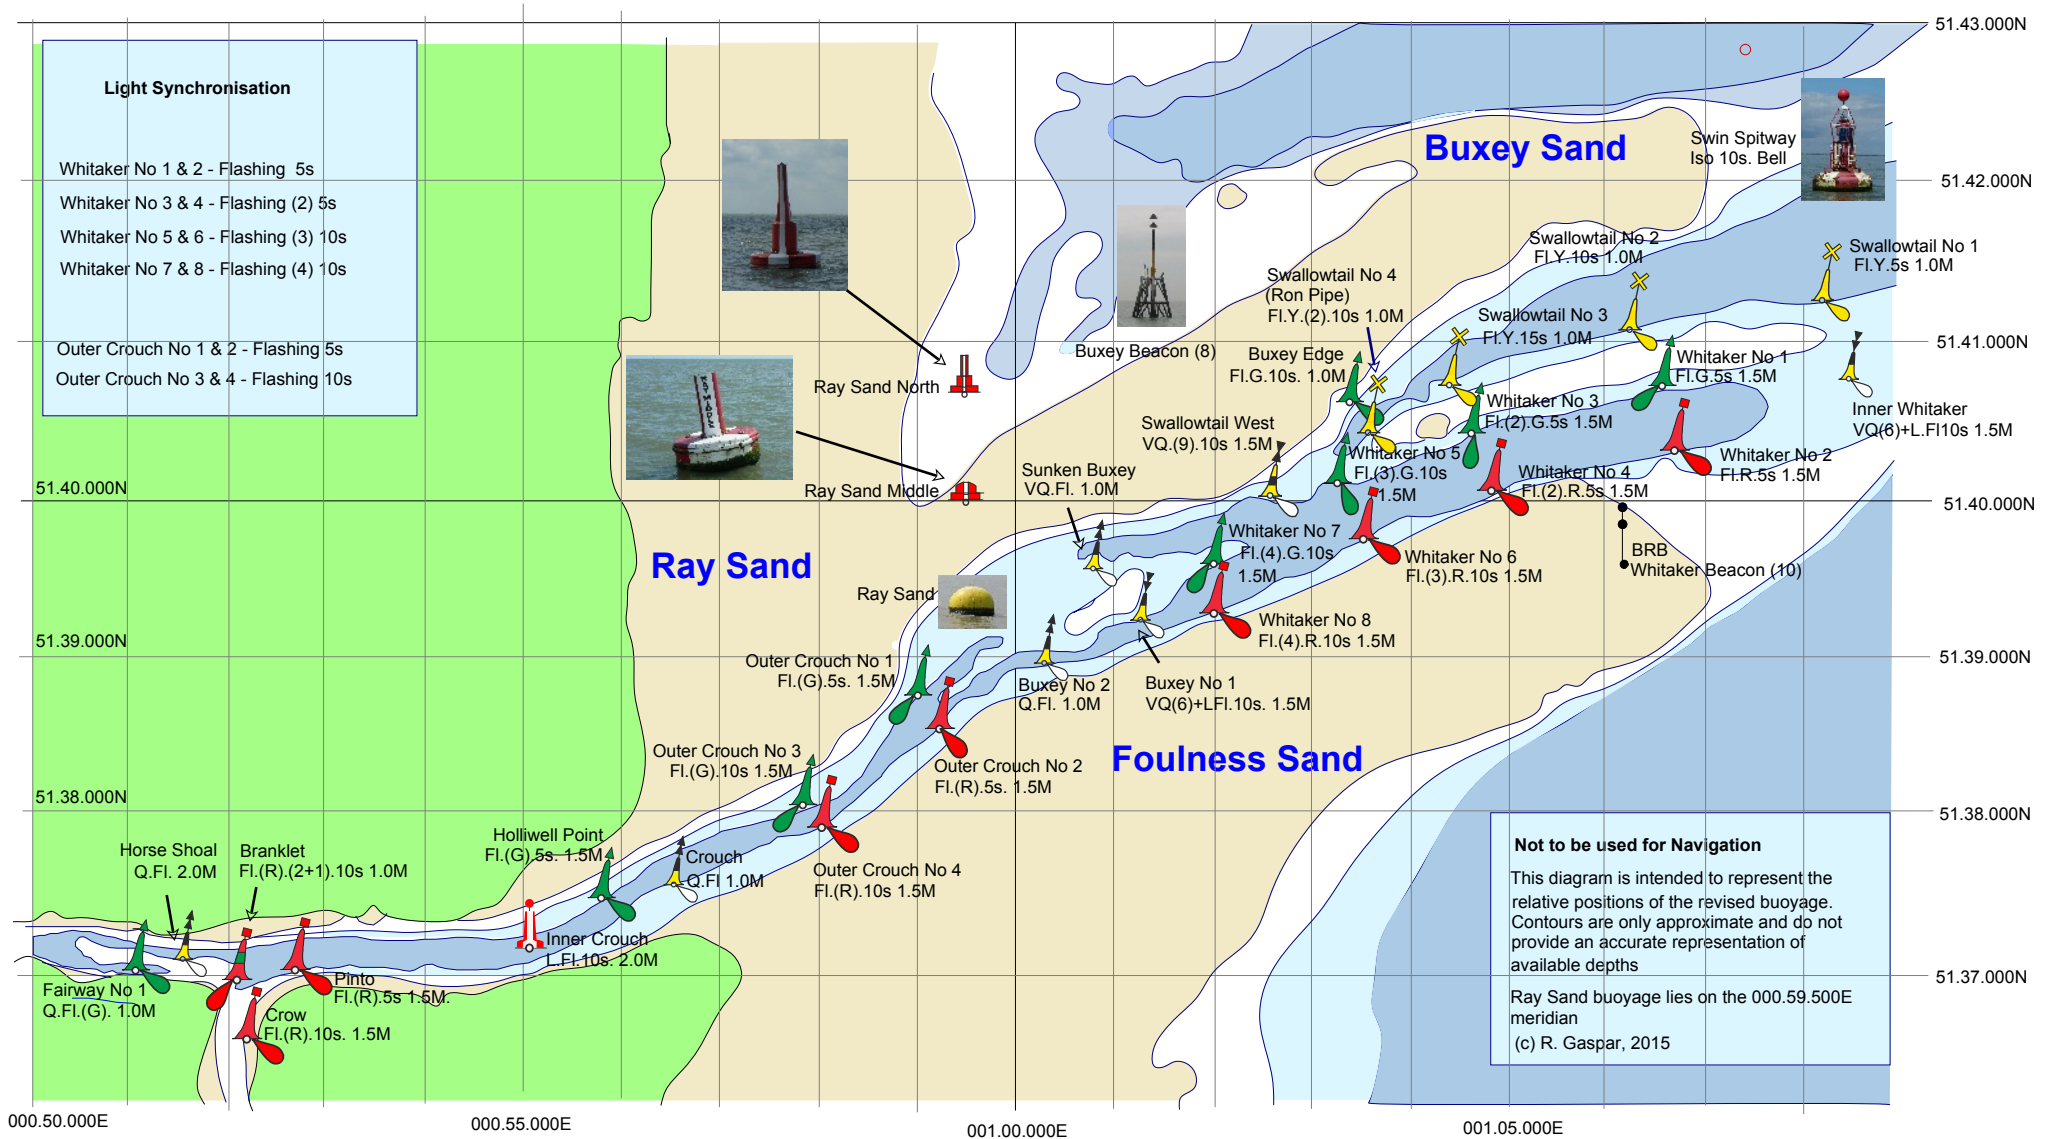 Light Synchronisation
Whitaker No 1 & 2 - Flashing  5s
Whitaker No 3 & 4 - Flashing (2) 5s
Whitaker No 5 & 6 - Flashing (3) 10s
Whitaker No 7 & 8 - Flashing (4) 10s
Outer Crouch No 1 & 2 - Flashing 5s
Outer Crouch No 3 & 4 - Flashing 10s
51.43.000N
Buxey Sand
Swin Spitway
Iso 10s. Bell
51.42.000N
Swallowtail No 2
Fl.Y.10s 1.0M
Swallowtail No 1
Fl.Y.5s 1.0M
Swallowtail No 4
(Ron Pipe)
Fl.Y.(2).10s 1.0M
Swallowtail No 3
Fl.Y.15s 1.0M
51.41.000N
Buxey Beacon (8)
Buxey Edge
Fl.G.10s. 1.0M
Whitaker No 1
Fl.G.5s 1.5M
Ray Sand North
Whitaker No 3
Fl.(2).G.5s 1.5M
Inner Whitaker
VQ(6)+L.Fl10s 1.5M
Swallowtail West
VQ.(9).10s 1.5M
Whitaker No 5
Fl.(3).G.10s
1.5M
Whitaker No 2
Fl.R.5s 1.5M
Sunken Buxey
VQ.Fl. 1.0M
Whitaker No 4
Fl.(2).R.5s 1.5M
Ray Sand Middle
51.40.000N
51.40.000N
Whitaker No 7
Fl.(4).G.10s
1.5M
Whitaker No 6
Fl.(3).R.10s 1.5M
BRB
Whitaker Beacon (10)
Ray Sand
Ray Sand
Whitaker No 8
Fl.(4).R.10s 1.5M
51.39.000N
51.39.000N
Outer Crouch No 1
Fl.(G).5s. 1.5M
Buxey No 2
Q.Fl. 1.0M
Buxey No 1
VQ(6)+LFl.10s. 1.5M
Outer Crouch No 3
Fl.(G).10s 1.5M
Outer Crouch No 2
Fl.(R).5s. 1.5M
Foulness Sand
51.38.000N
51.38.000N
Horse Shoal
Q.Fl. 2.0M
Branklet
Fl.(R).(2+1).10s 1.0M
Holliwell Point
Fl.(G).5s. 1.5M
Crouch
Q.Fl 1.0M
Outer Crouch No 4
Fl.(R).10s 1.5M
Inner Crouch
L.Fl.10s. 2.0M
Fairway No 1
Q.Fl.(G). 1.0M
Pinto
Fl.(R).5s 1.5M.
Crow
Fl.(R).10s. 1.5M
51.37.000N
Not to be used for Navigation
This diagram is intended to represent the
relative positions of the revised buoyage.
Contours are only approximate and do not
provide an accurate representation of
available depths
Ray Sand buoyage lies on the 000.59.500E
meridian
(c) R. Gaspar, 2015
000.50.000E
000.55.000E
001.00.000E
001.05.000E